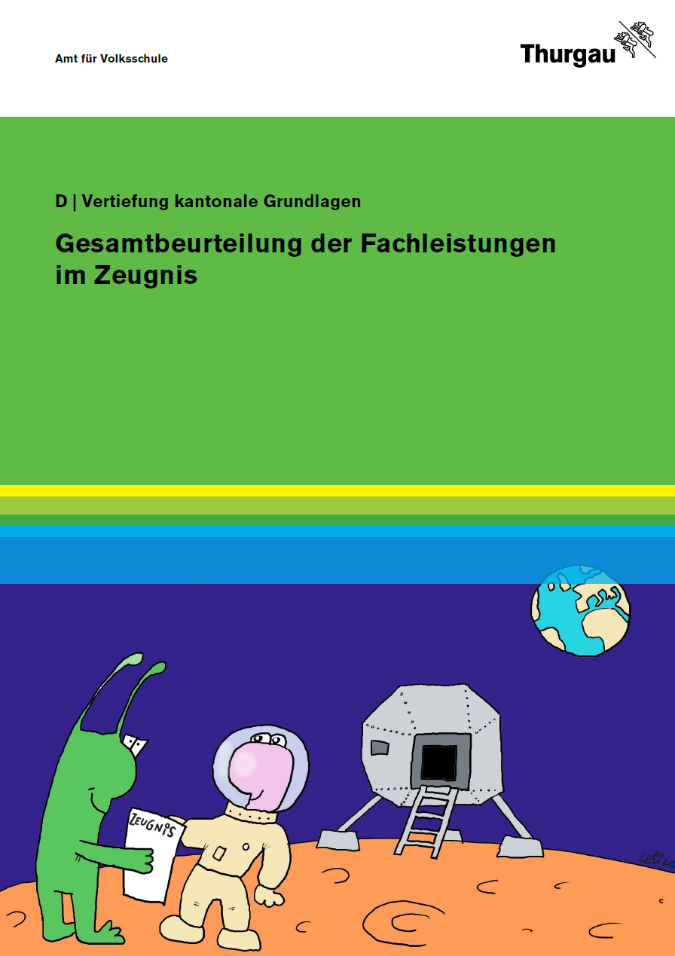 Amt für Volksschule
Thurgau
D | Vertiefung kantonale Grundlagen
Gesamtbeurteilung der Fachleistungen
im Zeugnis
ZEUGNIS